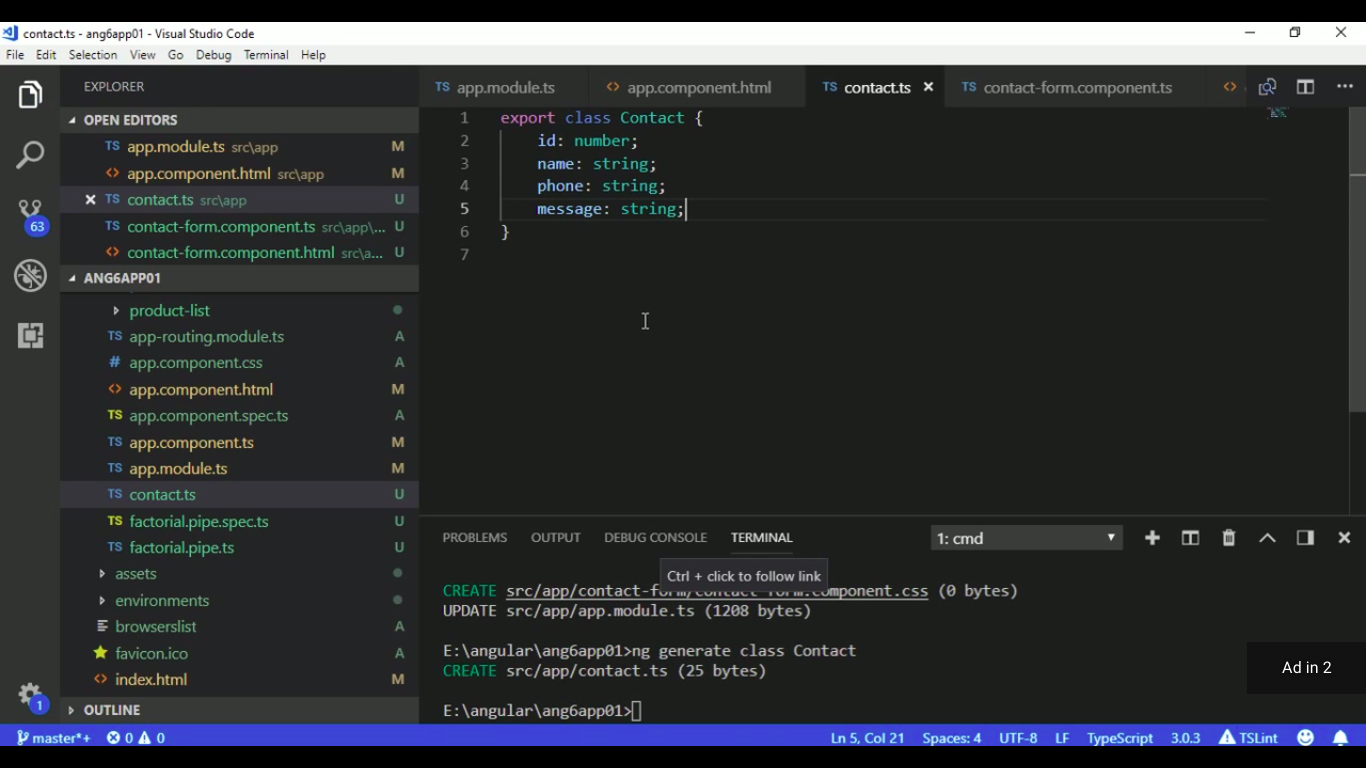 contact.ts - ang6app01 - Visual Studio Code
File Edit Selection View Go Debug Terminal Help
EXPLORER
OPEN EDITORS
TS app.module.ts src\app M
<> app.component.html src\app M
TS contact.ts src\app U
TS contact-form.component.ts src\app\... U
<> contact-form.component.html src\a... U
ANG6APP01
product-list
TS app-routing.module.ts A
# app.component.css A
<> app.component.html M
TS app.component.spec.ts A
TS app.component.ts M
TS app.module.ts M
TS contact.ts U
TS factorial.pipe.spec.ts U
TS factorial.pipe.ts U
assets
environments
browserslist A
favicon.ico A
<> index.html M
OUTLINE
63
1
TS app.module.ts <> app.component.html TS contact.ts TS contact-form.component.ts <>
1 export class Contact {
2 id: number;
3 name: string;
4 phone: string;
5 message: string;
6 }
7
PROBLEMS OUTPUT DEBUG CONSOLE TERMINAL 1: cmd
Ctrl + click to follow link
CREATE src/app/contact-form/contact-form.component.css (0 bytes)
UPDATE src/app/app.module.ts (1208 bytes)
E:\angular\ang6app01>ng generate class Contact
CREATE src/app/contact.ts (25 bytes)
E:\angular\ang6app01>
Ad in 2
master*+ 0 0 Ln 5, Col 21 Spaces: 4 UTF-8 LF TypeScript 3.0.3 TSLint